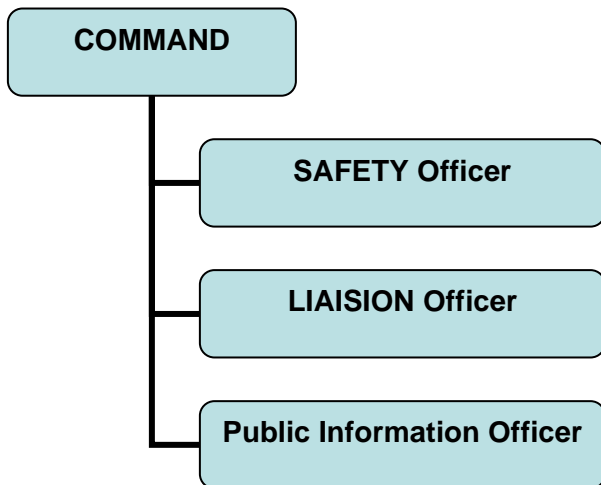 COMMAND
SAFETY Officer
LIAISION Officer
Public Information Officer